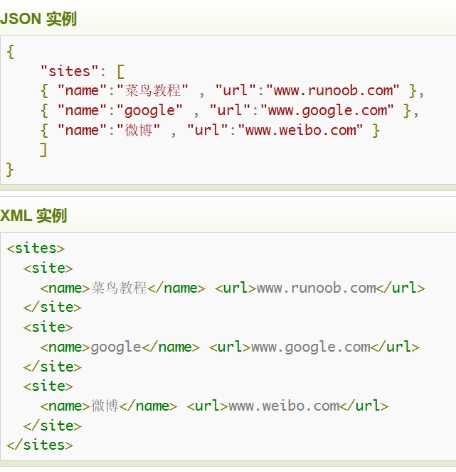 JSON 实例
{
    "sites": [
    { "name":"菜鸟教程" , "url":"www.runoob.com" },
    { "name":"google" , "url":"www.google.com" },
    { "name":"微博" , "url":"www.weibo.com" }
    ]
}
XML 实例
<sites>
  <site>
    <name>菜鸟教程</name> <url>www.runoob.com</url>
  </site>
  <site>
    <name>google</name> <url>www.google.com</url>
  </site>
  <site>
    <name>微博</name> <url>www.weibo.com</url>
  </site>
</sites>